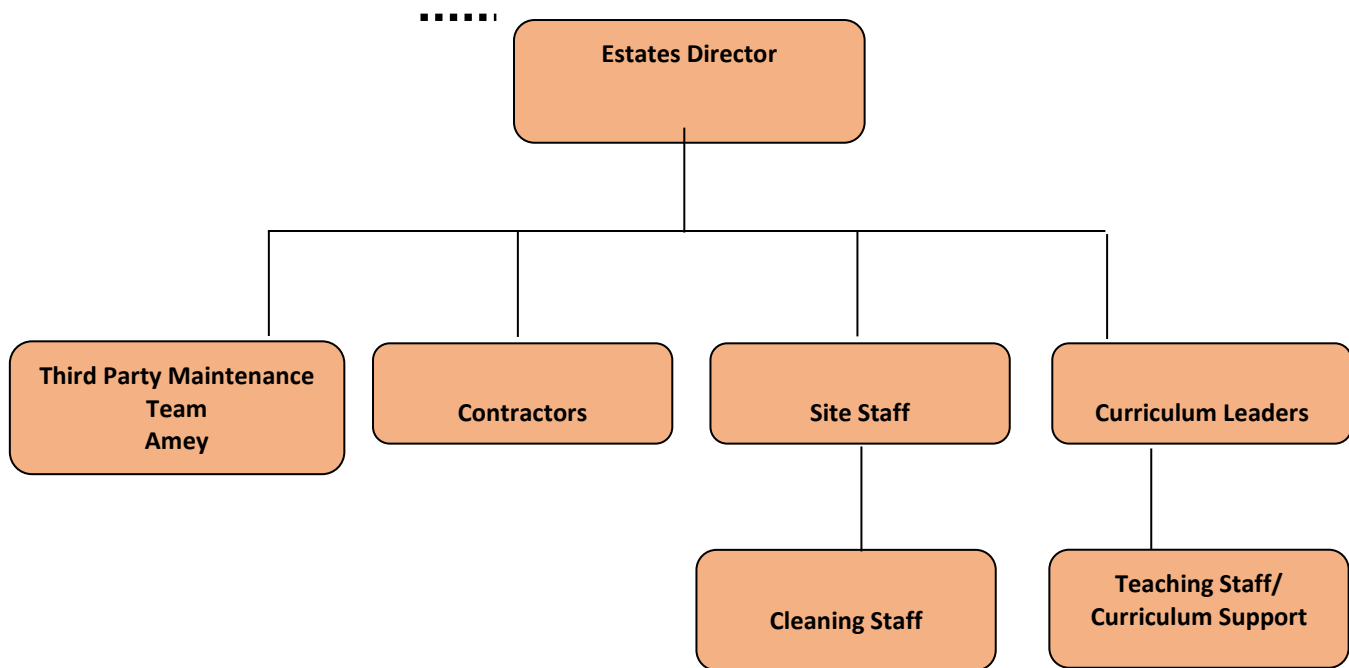 Estates Director
Third Party Maintenance
Team
Amey
Contractors
Site Staff
Curriculum Leaders
Cleaning Staff
Teaching Staff/
Curriculum Support